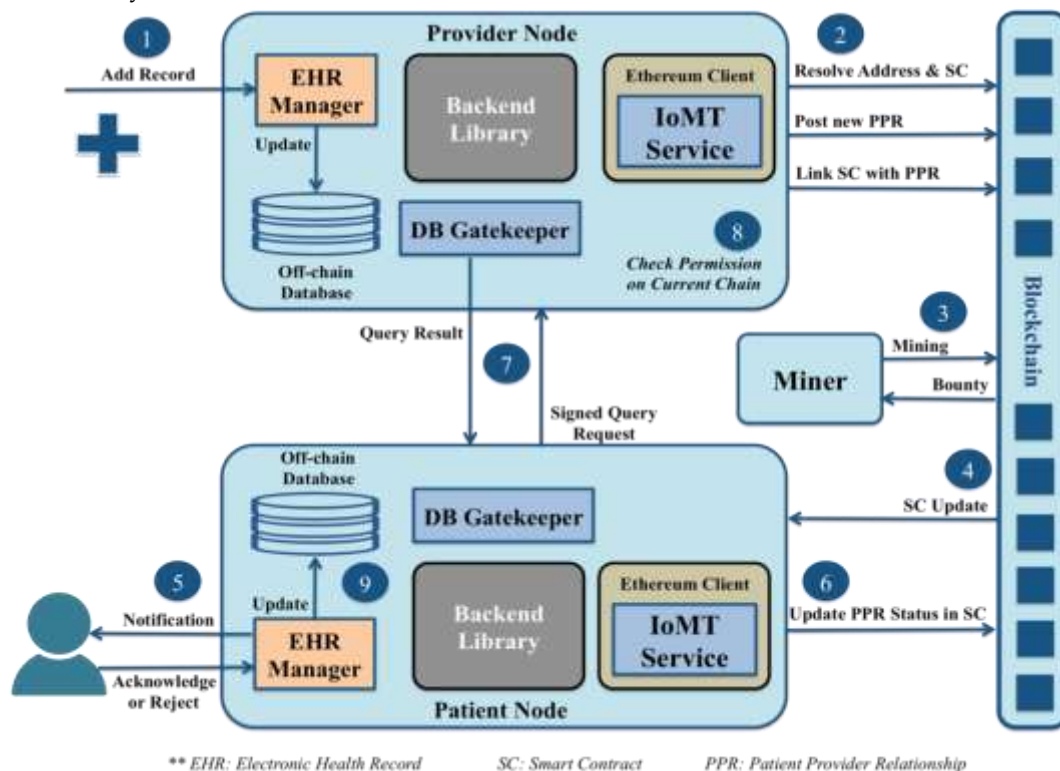 1
Add Record
Provider Node
EHR
Manager
Update
Off-chain
Database
Backend
Library
Ethereum Client
IoMT
Service
DB Gatekeeper
8
Check Permission
on Current Chain
2
Resolve Address & SC
Post new PPR
Link SC with PPR
Blockchain
Query Result
7
Signed Query
Request
3
Miner
Mining
Bounty
4
SC Update
Off-chain
Database
DB Gatekeeper
5
Notification
Acknowledge
or Reject
Update
9
EHR
Manager
Backend
Library
Ethereum Client
IoMT
Service
6
Update PPR Status in SC
Patient Node
** EHR: Electronic Health Record SC: Smart Contract PPR: Patient Provider Relationship